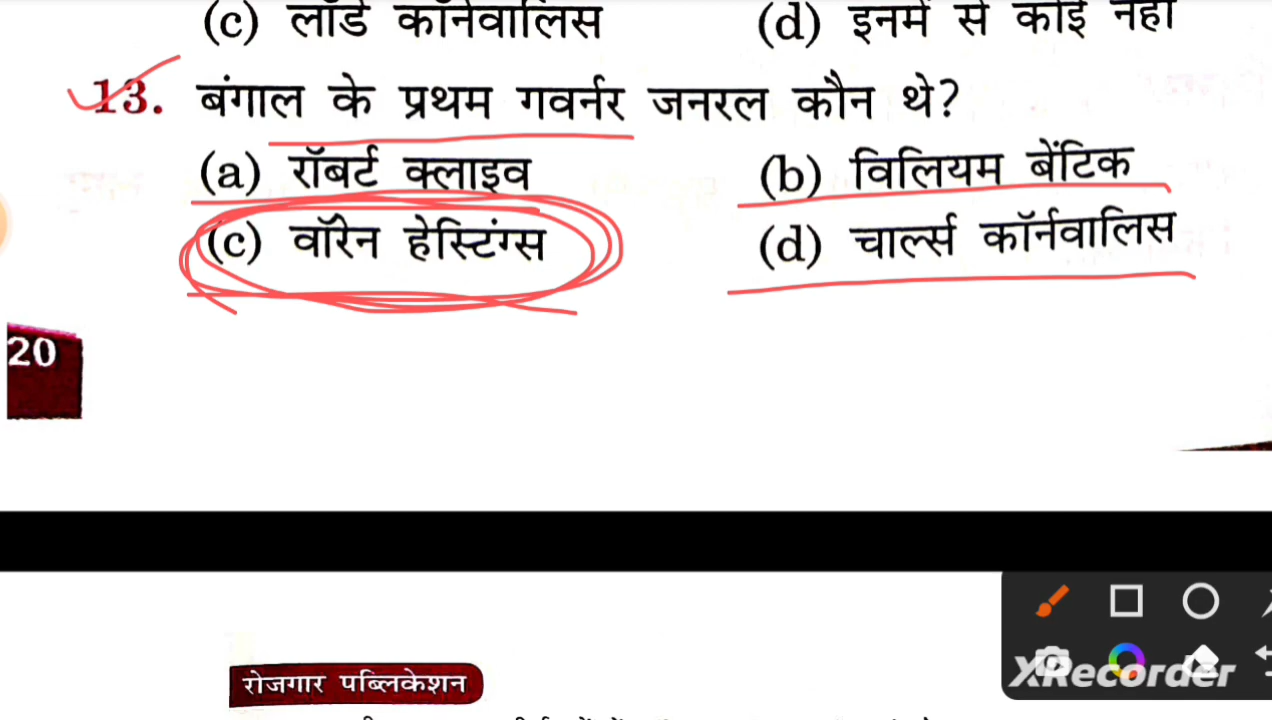 (c) लॉर्ड कॉर्नवालिस (d) इनमें से कोई नहीं
13. बंगाल के प्रथम गवर्नर जनरल कौन थे?
(a) रॉबर्ट क्लाइव (b) विलियम बेंटिक
(c) वॉरेन हेस्टिंग्स (d) चार्ल्स कॉर्नवालिस
20
XRecorder
रोजगार पब्लिकेशन